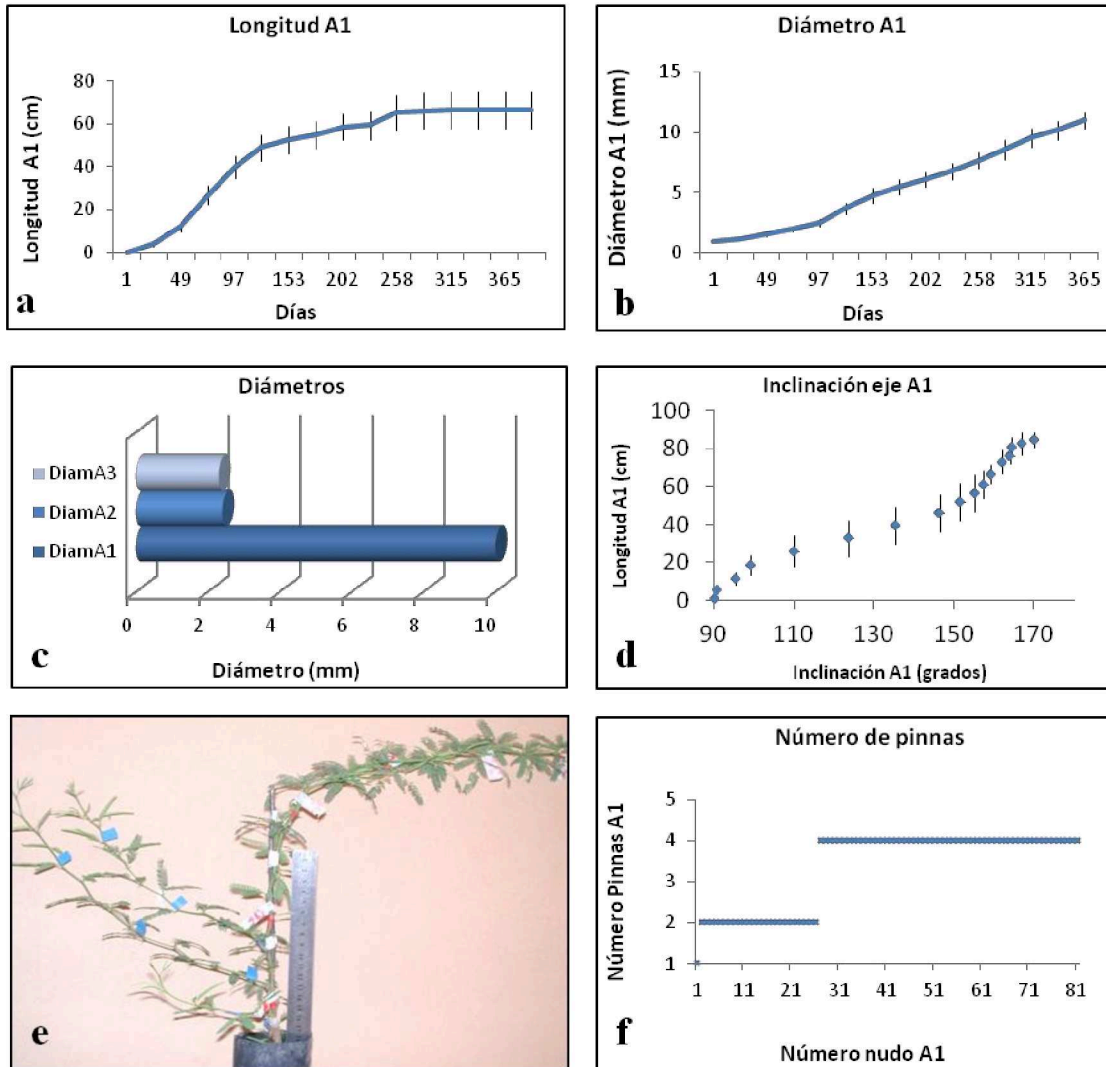 Longitud A1
Longitud A1 (cm)
80
60
40
20
0
1 49 97 153 202 258 315 365
Días
a
Diámetro A1
Diámetro A1 (mm)
15
10
5
0
1 49 97 153 202 258 315 365
Días
b
Diámetros
DiamA3
DiamA2
DiamA1
0 2 4 6 8 10
Diámetro (mm)
c
Inclinación eje A1
Longitud A1 (cm)
100
80
60
40
20
0
90 110 130 150 170
Inclinación A1 (grados)
d
e
Número de pinnas
Número Pinnas A1
5
4
3
2
1
1 11 21 31 41 51 61 71 81
Número nudo A1
f